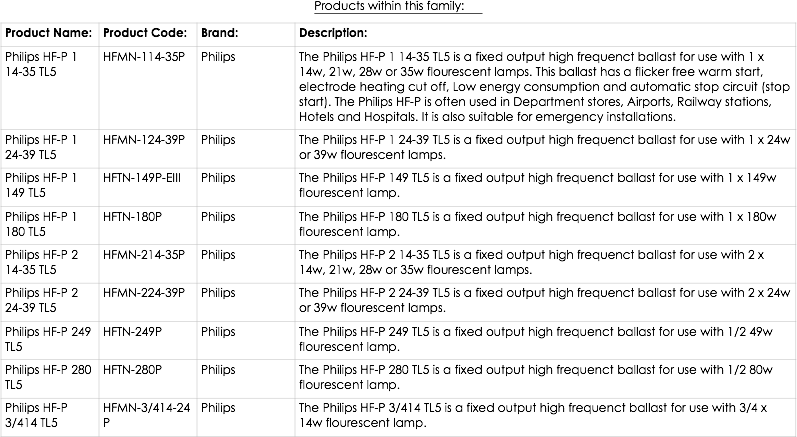 Products within this family:
Product Name: Product Code: Brand: Description:
Philips HF-P 1 HFMN-114-35P Philips The Philips HF-P 1 14-35 TL5 is a fixed output high frequenct ballast for use with 1 x
14-35 TL5 14w, 21w, 28w or 35w flourescent lamps. This ballast has a flicker free warm start,
electrode heating cut off, Low energy consumption and automatic stop circuit (stop
start). The Philips HF-P is often used in Department stores, Airports, Railway stations,
Hotels and Hospitals. It is also suitable for emergency installations.
Philips HF-P 1 HFMN-124-39P Philips The Philips HF-P 1 24-39 TL5 is a fixed output high frequenct ballast for use with 1 x 24w
24-39 TL5 or 39w flourescent lamps.
Philips HF-P 1 HFTN-149P-EIII Philips The Philips HF-P 149 TL5 is a fixed output high frequenct ballast for use with 1 x 149w
149 TL5 flourescent lamp.
Philips HF-P 1 HFTN-180P Philips The Philips HF-P 180 TL5 is a fixed output high frequenct ballast for use with 1 x 180w
180 TL5 flourescent lamp.
Philips HF-P 2 HFMN-214-35P Philips The Philips HF-P 2 14-35 TL5 is a fixed output high frequenct ballast for use with 2 x
14-35 TL5 14w, 21w, 28w or 35w flourescent lamps.
Philips HF-P 2 HFMN-224-39P Philips The Philips HF-P 2 24-39 TL5 is a fixed output high frequenct ballast for use with 2 x 24w
24-39 TL5 or 39w flourescent lamps.
Philips HF-P 249 HFTN-249P Philips The Philips HF-P 249 TL5 is a fixed output high frequenct ballast for use with 1/2 49w
TL5 flourescent lamp.
Philips HF-P 280 HFTN-280P Philips The Philips HF-P 280 TL5 is a fixed output high frequenct ballast for use with 1/2 80w
TL5 flourescent lamp.
Philips HF-P HFMN-3/414-24 Philips The Philips HF-P 3/414 TL5 is a fixed output high frequenct ballast for use with 3/4 x
3/414 TL5 P 14w flourescent lamp.